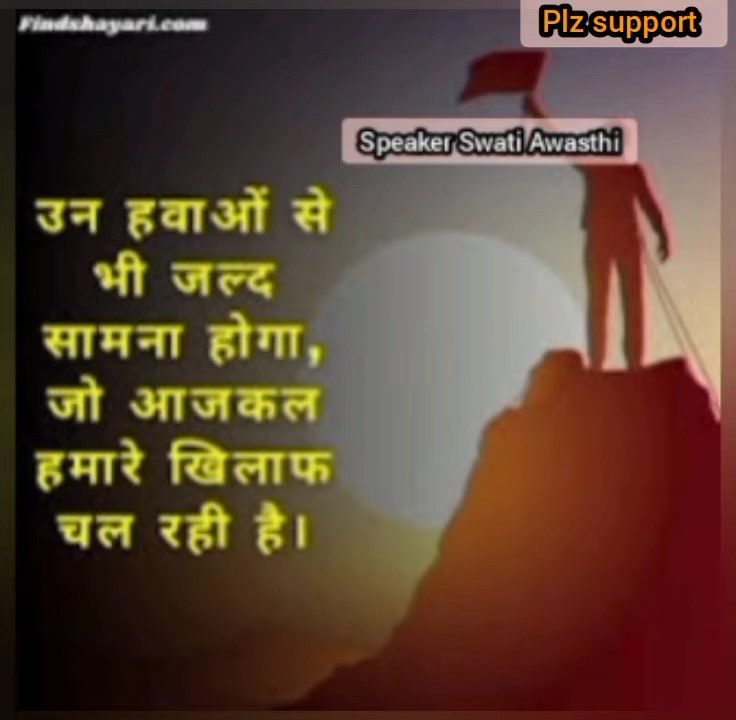 Findshayari.com
Plz support
Speaker Swati Awasthi
उन हवाओं से
भी जल्द
सामना होगा,
जो आजकल
हमारे खिलाफ
चल रही है।